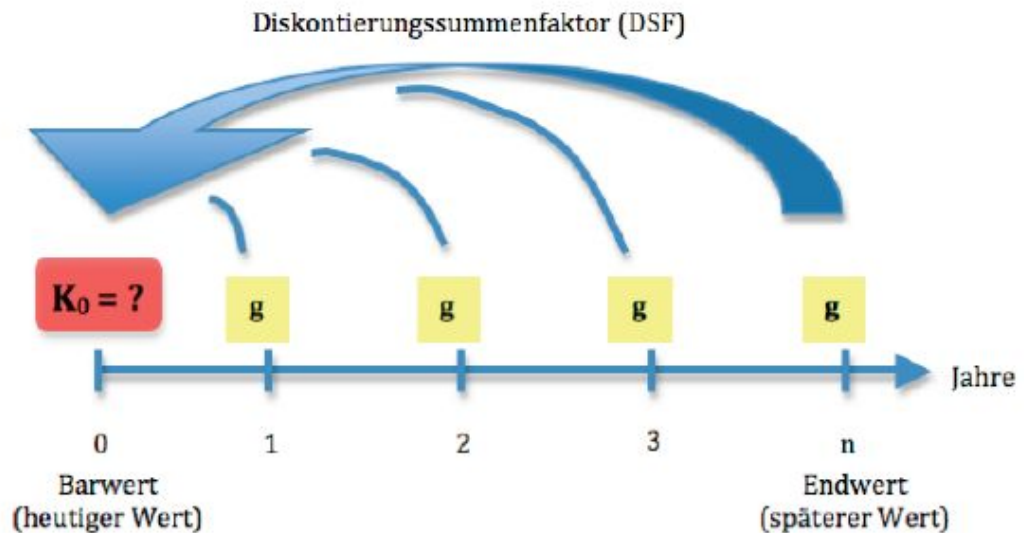 Diskontierungssummenfaktor (DSF)
K₀ = ?
g
g
g
g
Jahre
0
1
2
3
n
Barwert
(heutiger Wert)
Endwert
(späterer Wert)